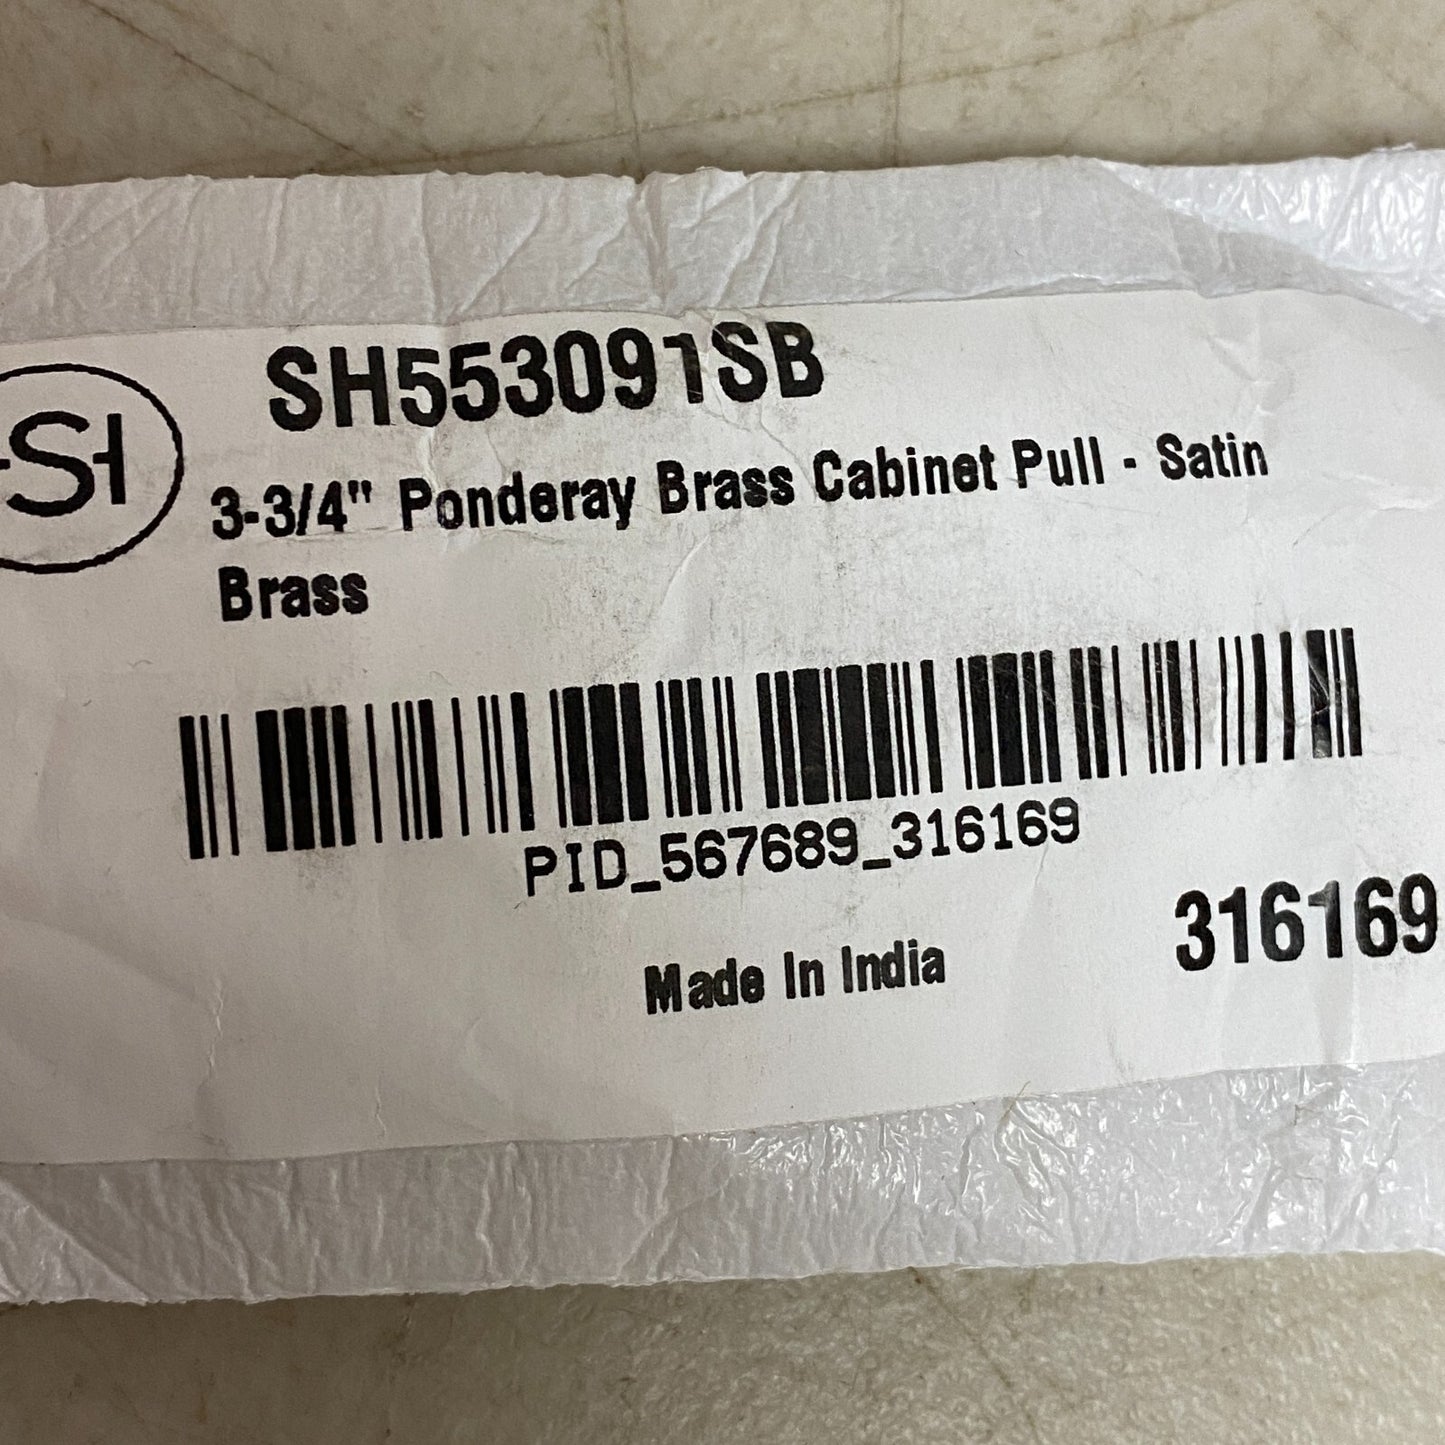 SH553091SB
SH
3-3/4" Ponderay Brass Cabinet Pull - Satin
Brass
PID_567689_316169
316169
Made In India